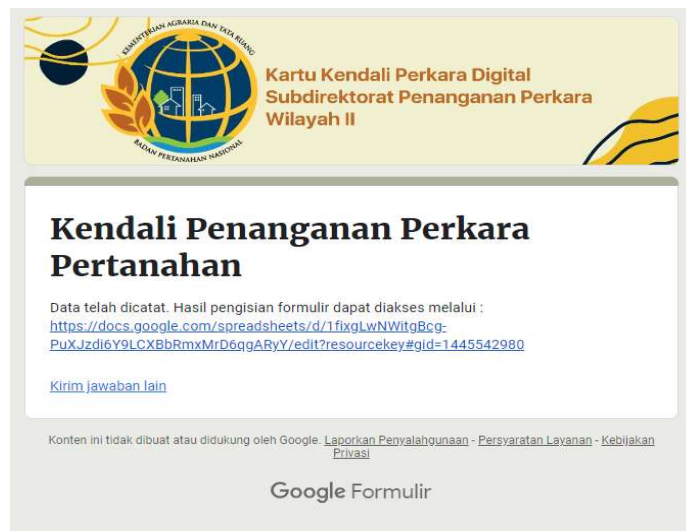 KEMENTERIAN AGRARIA DAN TATA RUANG
BADAN PERTANAHAN NASIONAL
Kartu Kendali Perkara Digital
Subdirektorat Penanganan Perkara
Wilayah II
Kendali Penanganan Perkara
Pertanahan
Data telah dicatat. Hasil pengisian formulir dapat diakses melalui :
https://docs.google.com/spreadsheets/d/1fixgLwNWitgBcg-
PuXJzdi6Y9LCXBbRmxMrD6qgARyY/edit?resourcekey#gid=1445542980
Kirim jawaban lain
Konten ini tidak dibuat atau didukung oleh Google. Laporkan Penyalahgunaan - Persyaratan Layanan - Kebijakan
Privasi
Google Formulir